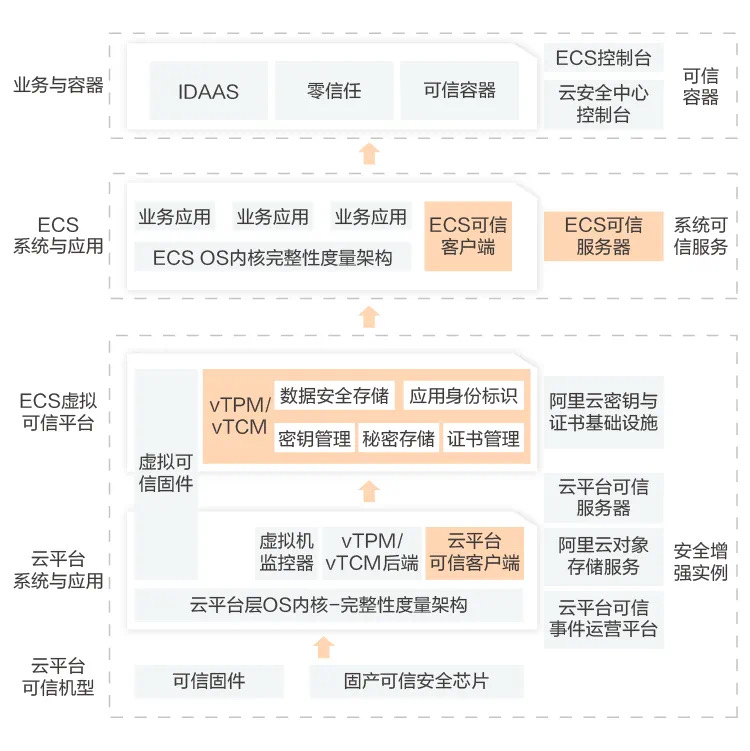 业务与容器
IDAAS
零信任
可信容器
ECS控制台
云安全中心
控制台
可信
容器
ECS
系统与应用
业务应用
业务应用
业务应用
ECS OS内核完整性度量架构
ECS可信
客户端
ECS可信
服务器
系统可
信服务
ECS虚拟
可信平台
虚拟可
信固件
vTPM/
vTCM
数据安全存储
应用身份标识
密钥管理
秘密存储
证书管理
阿里云密钥与
证书基础设施
云平台可信
服务器
云平台
系统与应用
虚拟机
监控器
vTPM/
vTCM后端
云平台
可信客户端
云平台层OS内核-完整性度量架构
阿里云对象
存储服务
云平台可信
事件运营平台
安全增
强实例
云平台
可信机型
可信固件
固产可信安全芯片